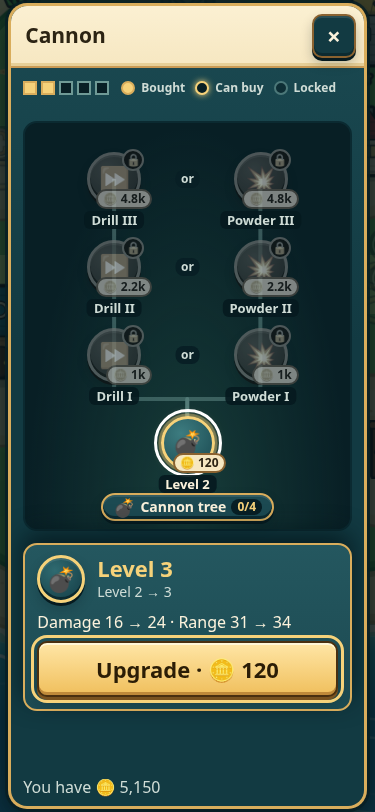 Cannon
×
Bought Can buy Locked
4.8k or 4.8k
Drill III Powder III
2.2k or 2.2k
Drill II Powder II
1k or 1k
Drill I Powder I
120
Level 2
Cannon tree 0/4
Level 3
Level 2 → 3
Damage 16 → 24 · Range 31 → 34
Upgrade · 120
You have 5,150